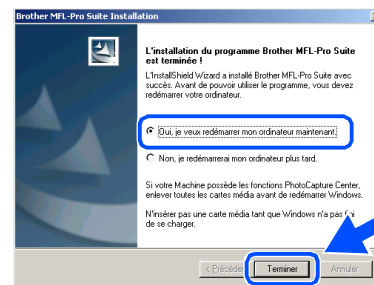 Brother MFL-Pro Suite Installation
L'installation du programme Brother MFL-Pro Suite
est terminée !
L'InstallShield Wizard a installé Brother MFL-Pro Suite avec
succès. Avant de pouvoir utiliser le programme, vous devez
redémarrer votre ordinateur.
Oui, je veux redémarrer mon ordinateur maintenant.
Non, je redémarrerai mon ordinateur plus tard.
Si votre Machine possède les fonctions PhotoCapture Center,
enlever toutes les cartes média avant de redémarrer Windows.
N'insérer pas une carte média tant que Windows n'a pas
de se charger.
< Précéden Terminer Annuler